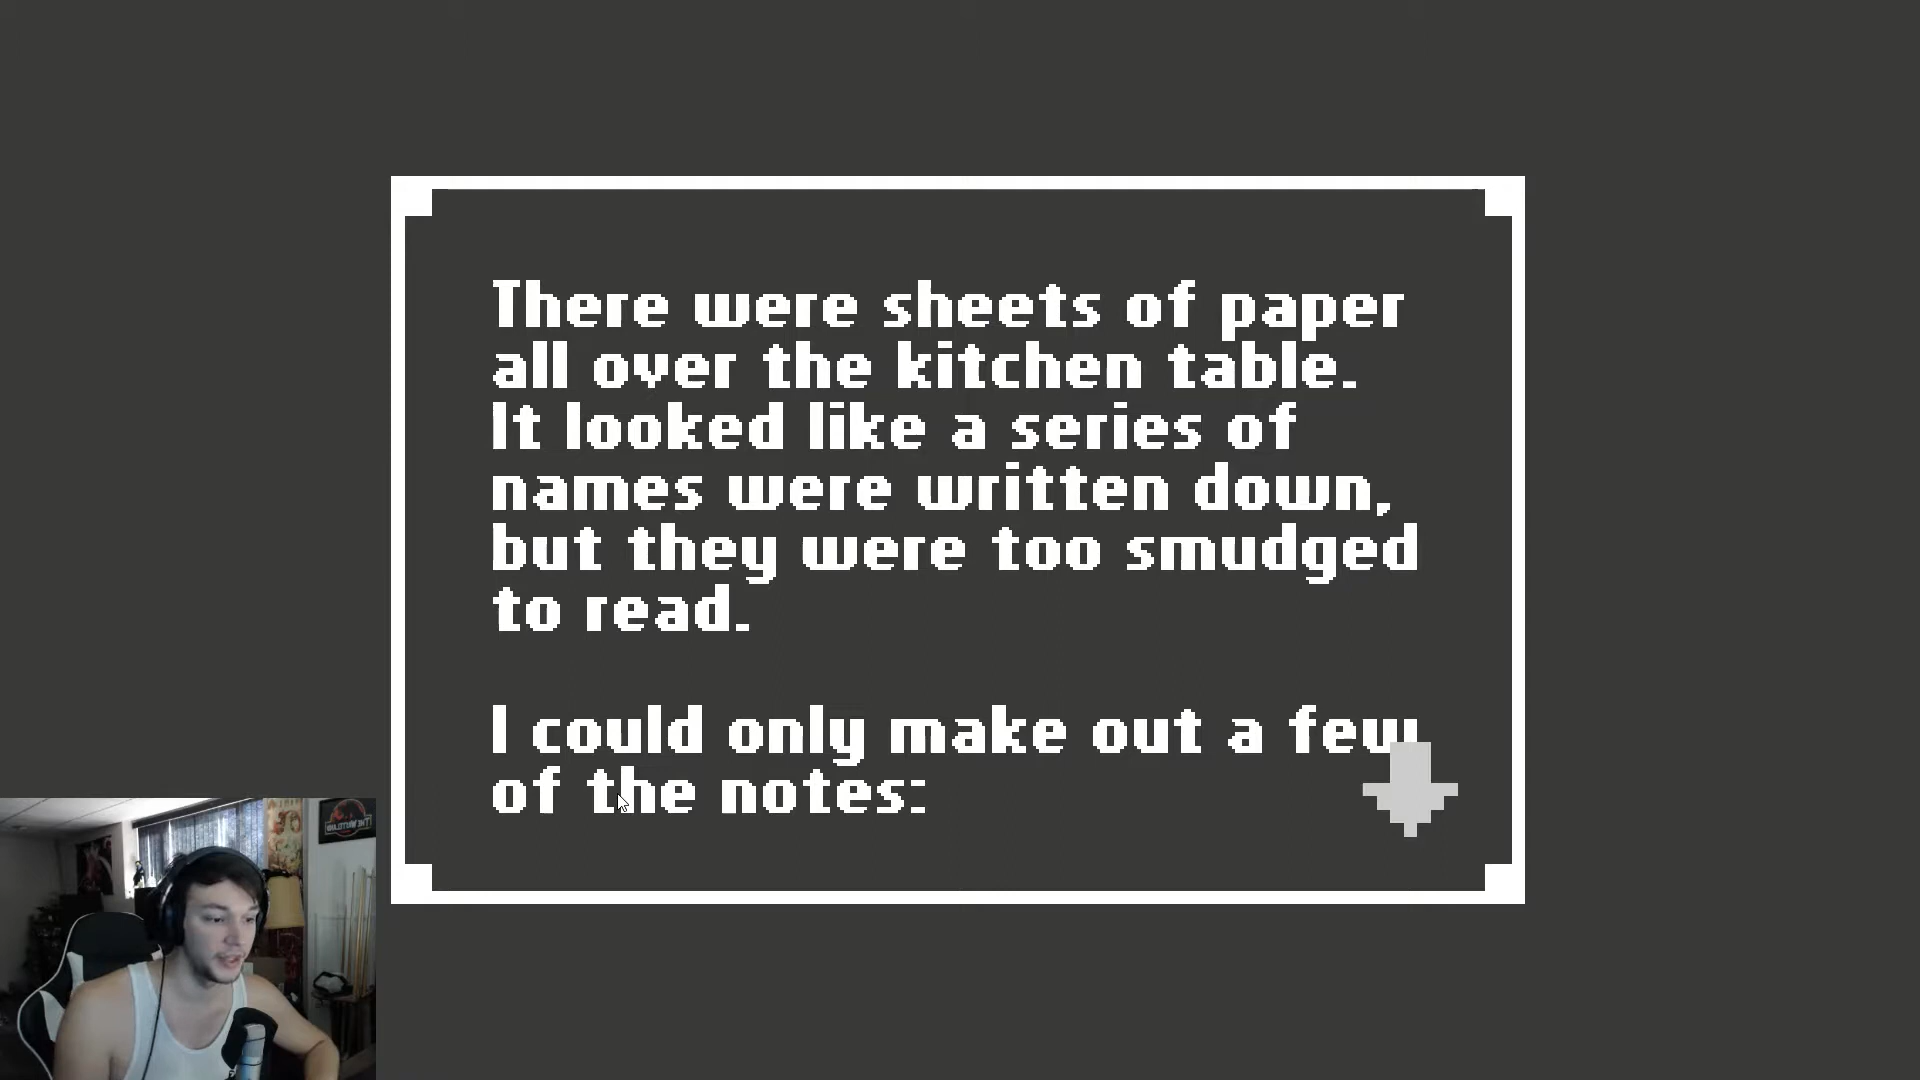 There were sheets of paper
all over the kitchen table.
It looked like a series of
names were written down,
but they were too smudged
to read.
I could only make out a few
of the notes: